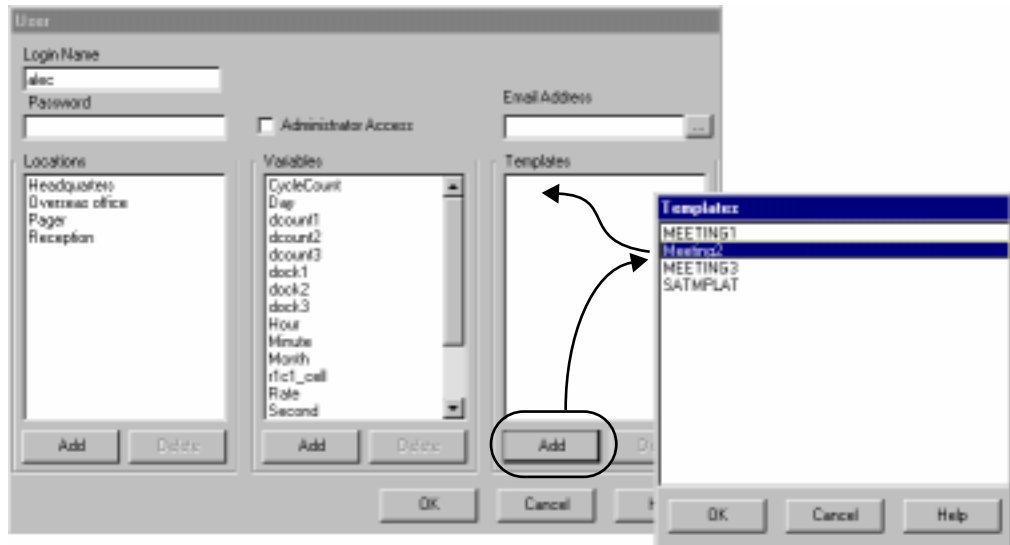 User
Login Name
alec
Password
Administrator Access
Email Address
...
Locations
Headquarters
Overseas office
Pager
Reception
Add
Delete
Variables
CycleCount
Day
dcount1
dcount2
dcount3
dock1
dock2
dock3
Hour
Minute
Month
r1c1_cell
Rate
Second
Add
Delete
Templates
Add
OK
Cancel
Templates
MEETING1
Meeting2
MEETING3
SATMPLAT
OK
Cancel
Help